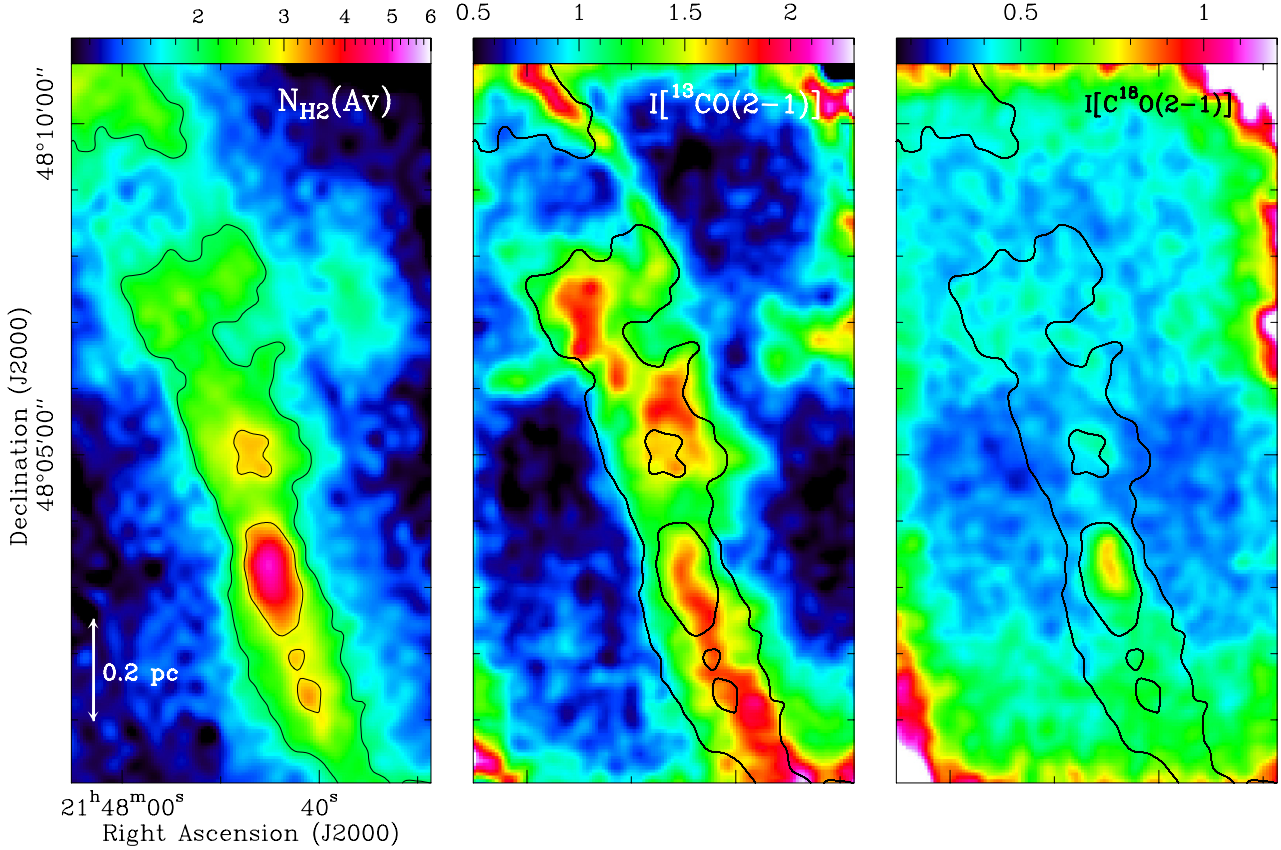 2 3 4 5 6
0.5 1 1.5 2
0.5 1
N_H2(Av)
I[¹³CO(2−1)]
I[C¹⁸O(2−1)]
48°10′00″
48°05′00″
Declination (J2000)
0.2 pc
21ʰ48ᵐ00ˢ 40ˢ
Right Ascension (J2000)